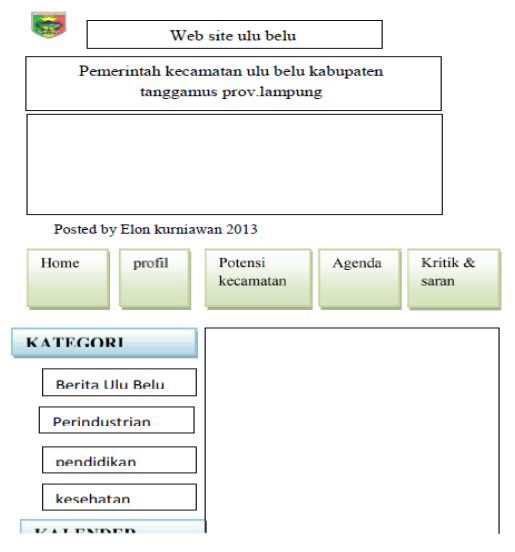 Web site ulu belu
Pemerintah kecamatan ulu belu kabupaten
tanggamus prov.lampung
Posted by Elon kurniawan 2013
Home
profil
Potensi
kecamatan
Agenda
Kritik &
saran
KATEGORI
Berita Ulu Belu
Perindustrian
pendidikan
kesehatan
KALENDER